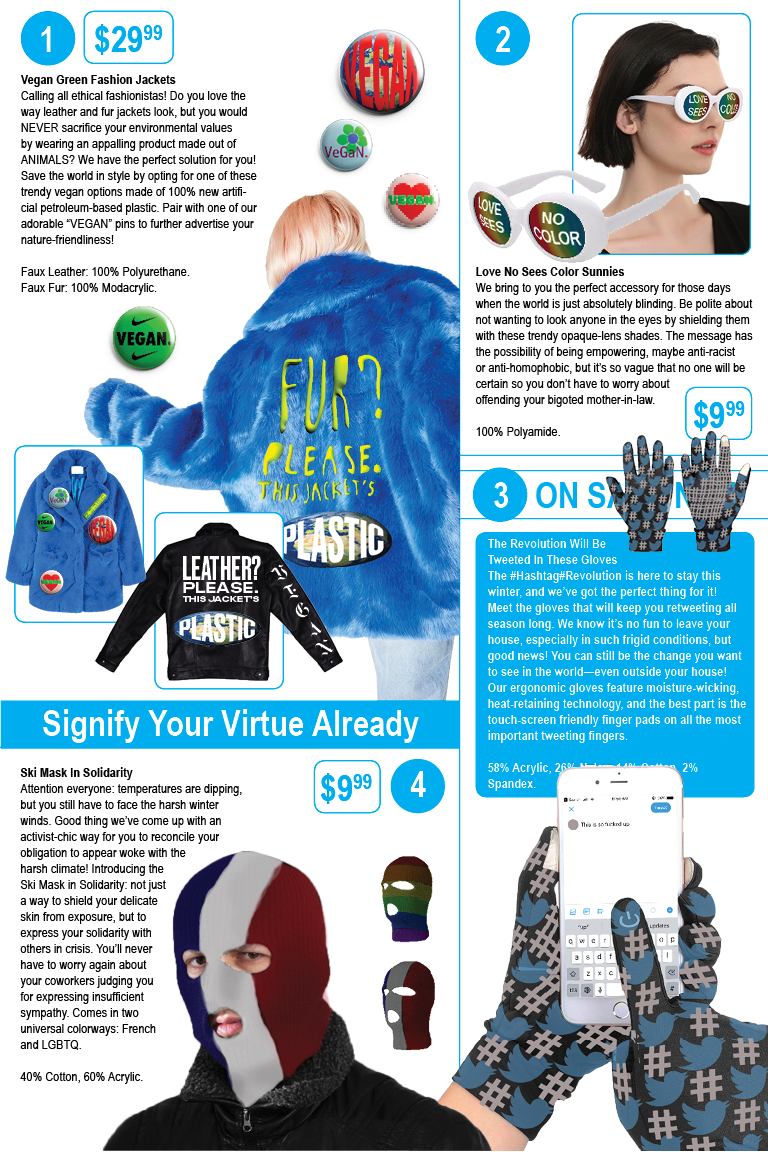 1
$29⁹⁹
Vegan Green Fashion Jackets
Calling all ethical fashionistas! Do you love the
way leather and fur jackets look, but you would
NEVER sacrifice your environmental values
by wearing an appalling product made out of
ANIMALS? We have the perfect solution for you!
Save the world in style by opting for one of these
trendy vegan options made of 100% new artifi-
cial petroleum-based plastic. Pair with one of our
adorable “VEGAN” pins to further advertise your
nature-friendliness!
Faux Leather: 100% Polyurethane.
Faux Fur: 100% Modacrylic.
VEGAN
VeGaN.
VEGAN
VEGAN.
FUR?
PLEASE.
THIS JACKET'S
PLASTIC
VeGaN.
VEGAN
VEGAN
VEGAN
LEATHER?
PLEASE.
THIS JACKET'S
PLASTIC
VEGAN
2
LOVE
SEES
NO
COLOR
LOVE
SEES
NO
COLOR
Love No Sees Color Sunnies
We bring to you the perfect accessory for those days
when the world is just absolutely blinding. Be polite about
not wanting to look anyone in the eyes by shielding them
with these trendy opaque-lens shades. The message has
the possibility of being empowering, maybe anti-racist
or anti-homophobic, but it’s so vague that no one will be
certain so you don’t have to worry about
offending your bigoted mother-in-law.
100% Polyamide.
$9⁹⁹
3
ON
The Revolution Will Be
Tweeted In These Gloves
The #Hashtag#Revolution is here to stay this
winter, and we’ve got the perfect thing for it!
Meet the gloves that will keep you retweeting all
season long. We know it’s no fun to leave your
house, especially in such frigid conditions, but
good news! You can still be the change you want
to see in the world—even outside your house!
Our ergonomic gloves feature moisture-wicking,
heat-retaining technology, and the best part is the
touch-screen friendly finger pads on all the most
important tweeting fingers.
58% Acrylic, 26% Nylon, 14% Cotton, 2%
Spandex.
This is so fucked up
"up"
updates
q w e r o p
a s d f l
z x c
123
Signify Your Virtue Already
Ski Mask In Solidarity
Attention everyone: temperatures are dipping,
but you still have to face the harsh winter
winds. Good thing we’ve come up with an
activist-chic way for you to reconcile your
obligation to appear woke with the
harsh climate! Introducing the
Ski Mask in Solidarity: not just
a way to shield your delicate
skin from exposure, but to
express your solidarity with
others in crisis. You’ll never
have to worry again about
your coworkers judging you
for expressing insufficient
sympathy. Comes in two
universal colorways: French
and LGBTQ.
40% Cotton, 60% Acrylic.
$9⁹⁹
4